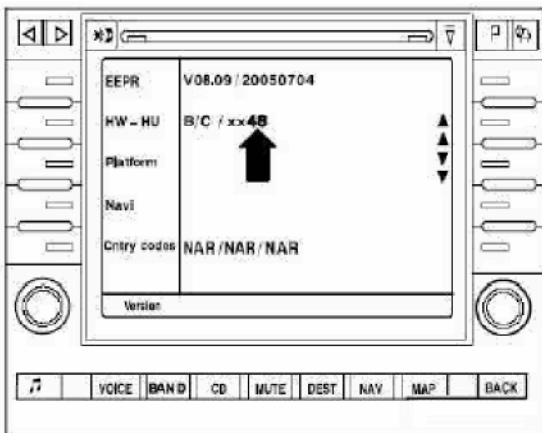 EEPR V08.09/20050704
HW-HU B/C / xx48
Platform
Navi
Cntry codes NAR/NAR/NAR
Version
VOICE BAND CD MUTE DEST NAV MAP BACK